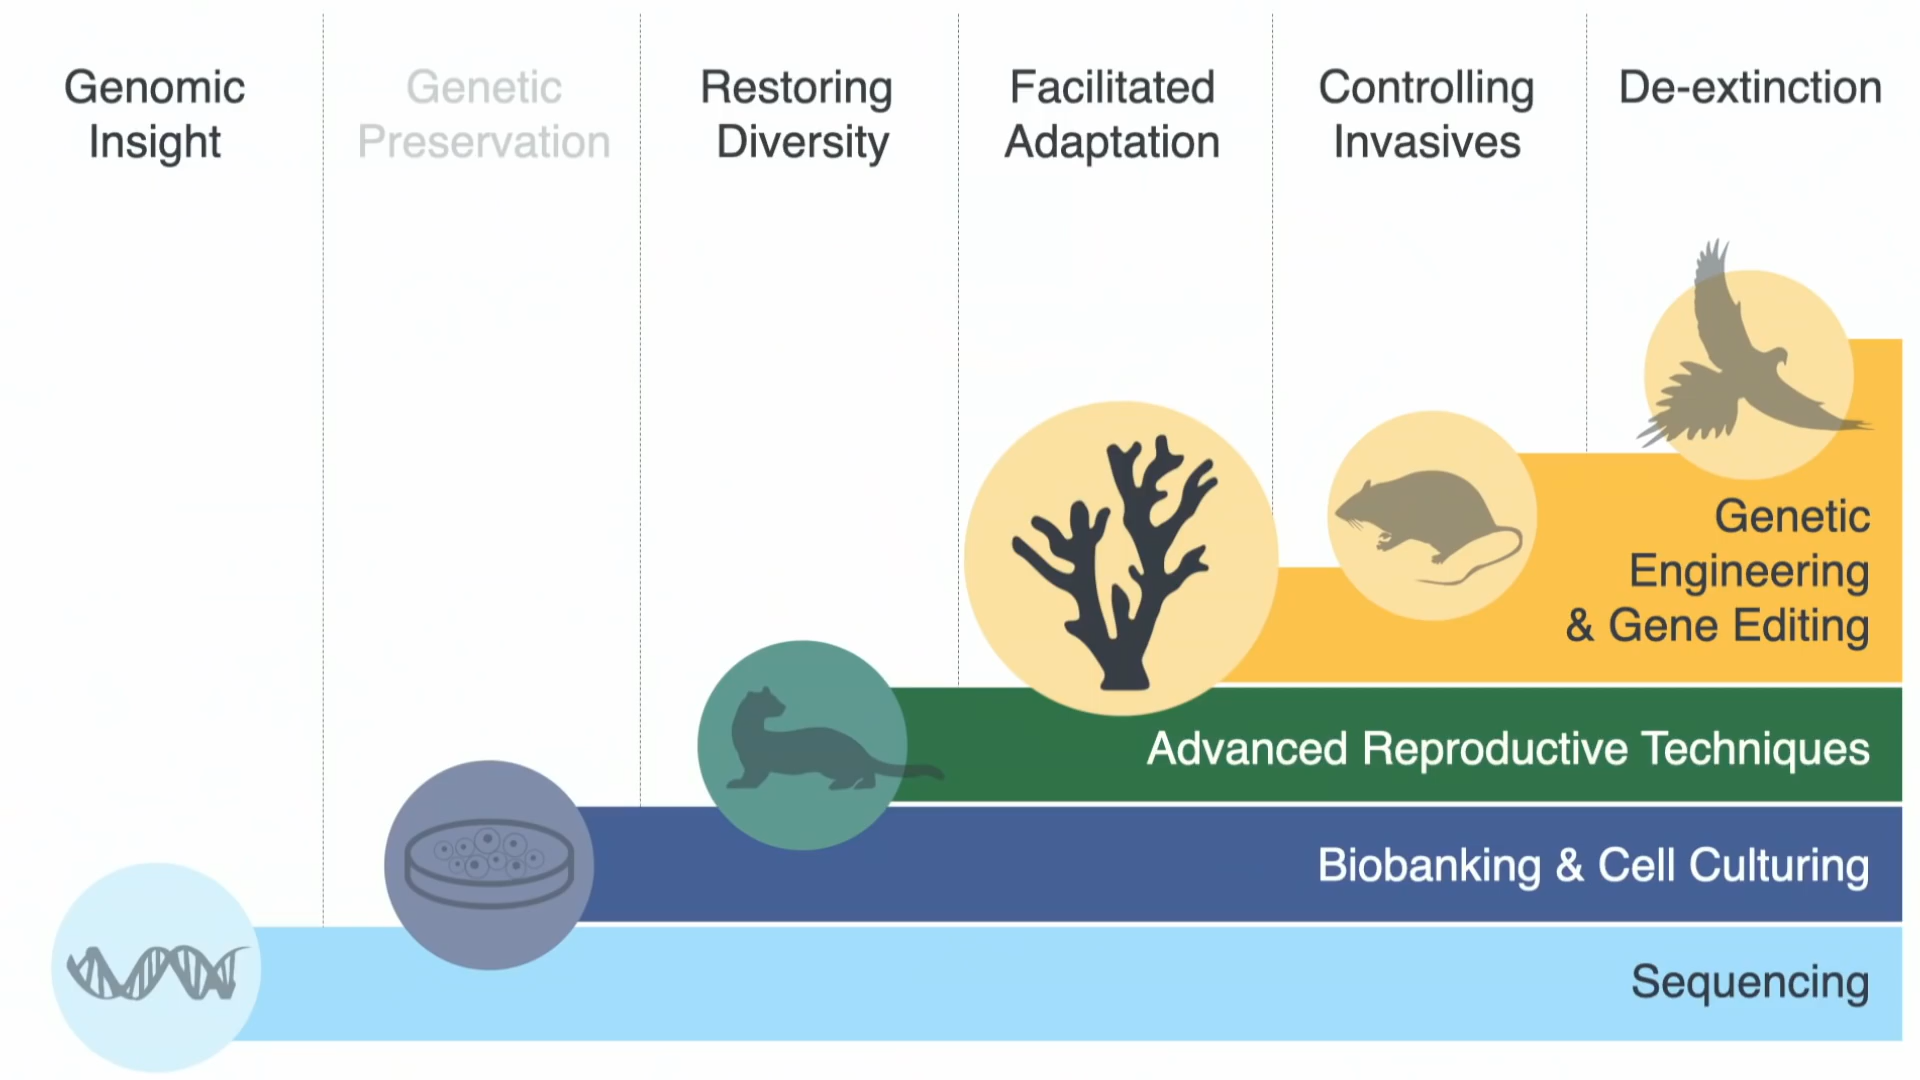 Genomic
Insight
Genetic
Preservation
Restoring
Diversity
Facilitated
Adaptation
Controlling
Invasives
De-extinction
Genetic
Engineering
& Gene Editing
Advanced Reproductive Techniques
Biobanking & Cell Culturing
Sequencing